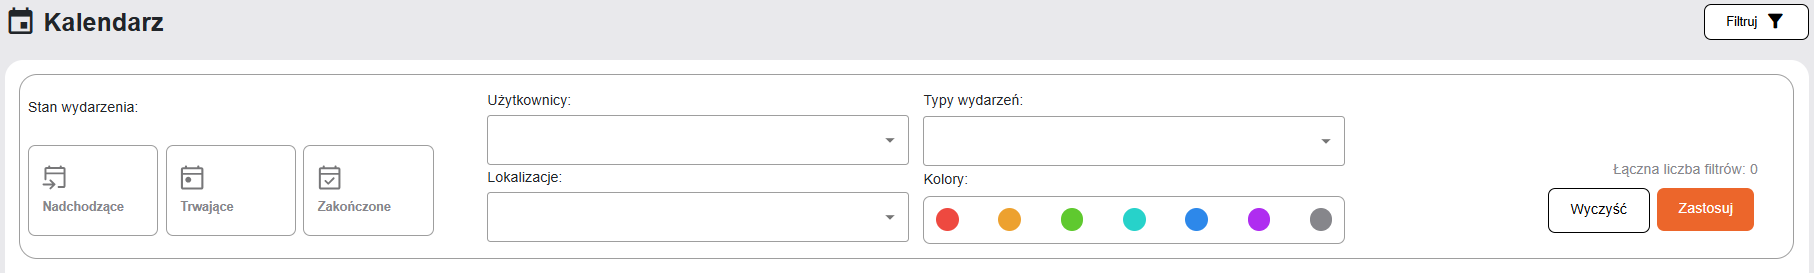 Kalendarz
Filtruj
Stan wydarzenia:
Nadchodzące
Trwające
Zakończone
Użytkownicy:
Lokalizacje:
Typy wydarzeń:
Kolory:
Łączna liczba filtrów: 0
Wyczyść
Zastosuj